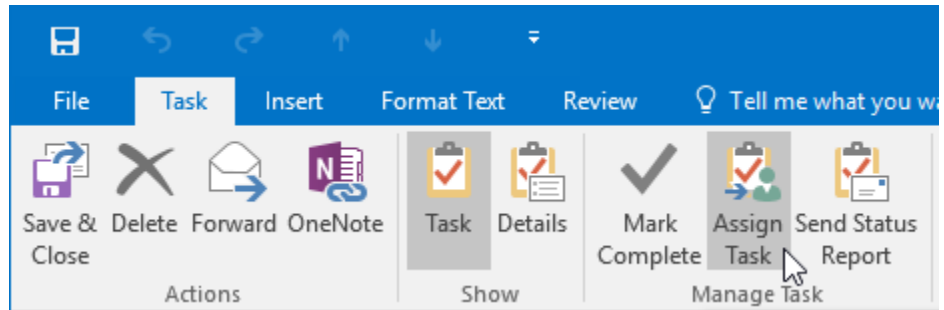 File Task Insert Format Text Review Tell me what you
Save & Delete Forward OneNote Task Details Mark Assign Send Status
Close Complete Task Report
Actions Show Manage Task